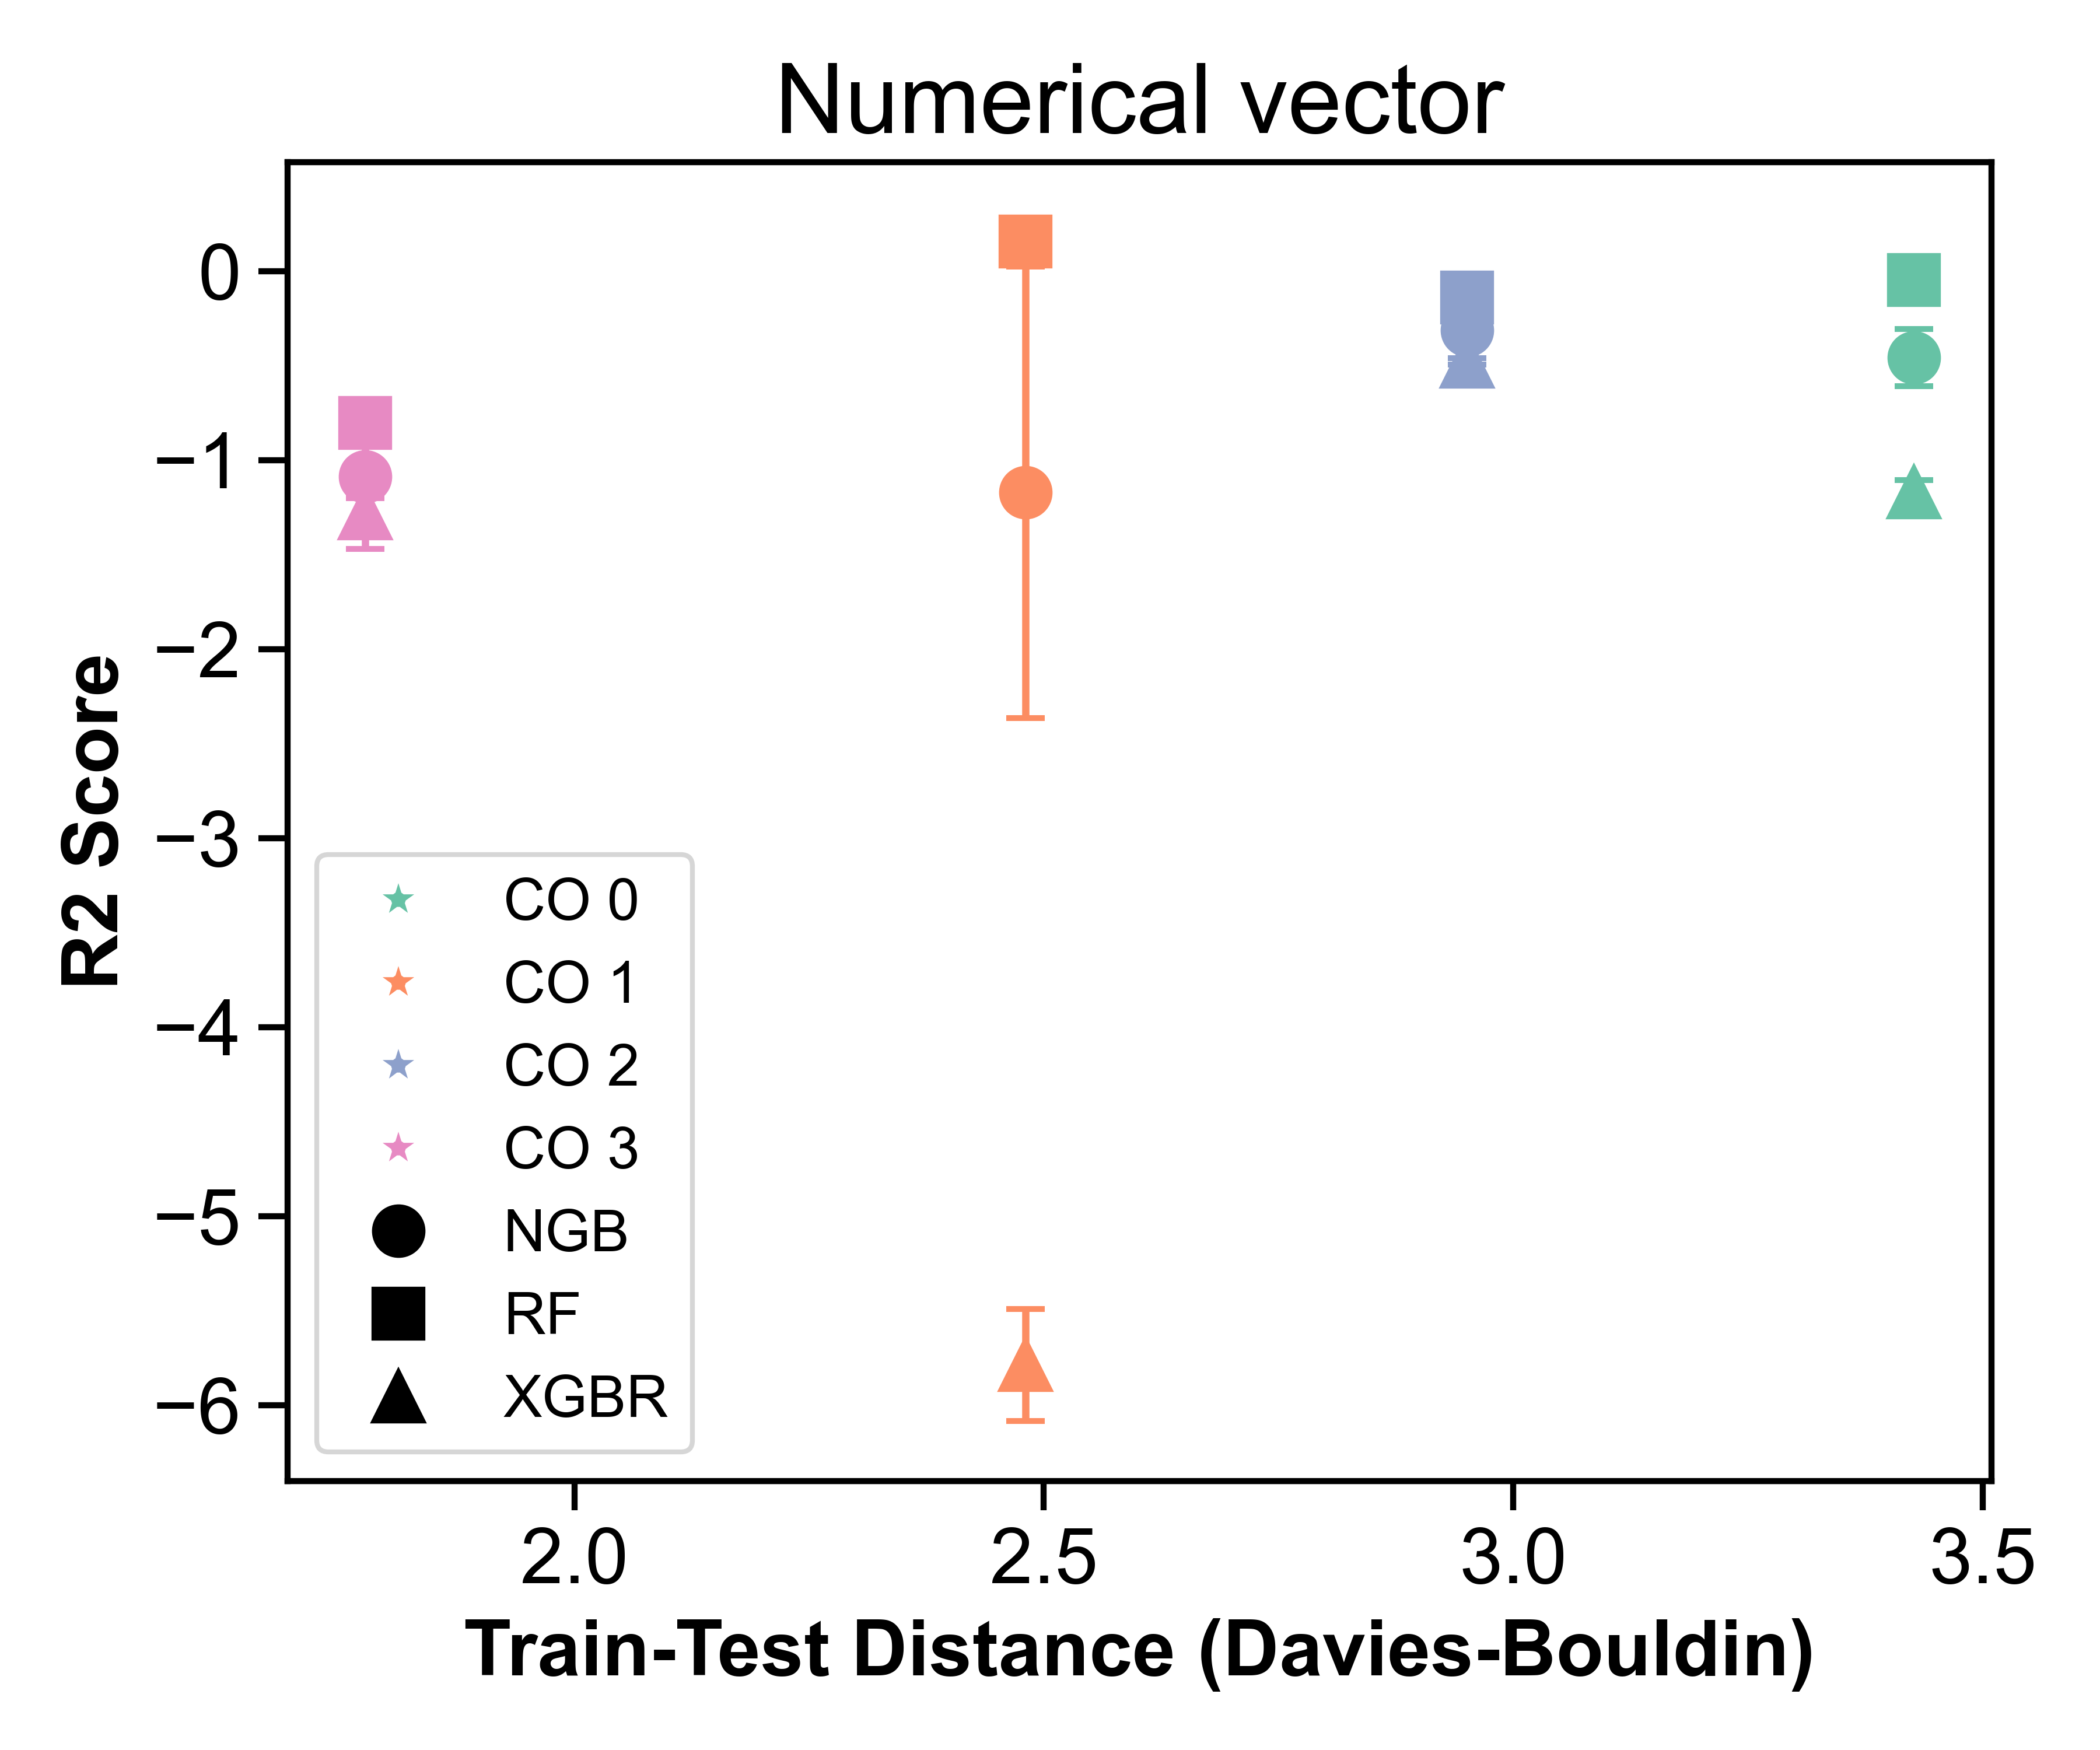 Numerical vector
R2 Score
0
−1
−2
−3
−4
−5
−6
CO 0
CO 1
CO 2
CO 3
NGB
RF
XGBR
2.0
2.5
3.0
3.5
Train-Test Distance (Davies-Bouldin)